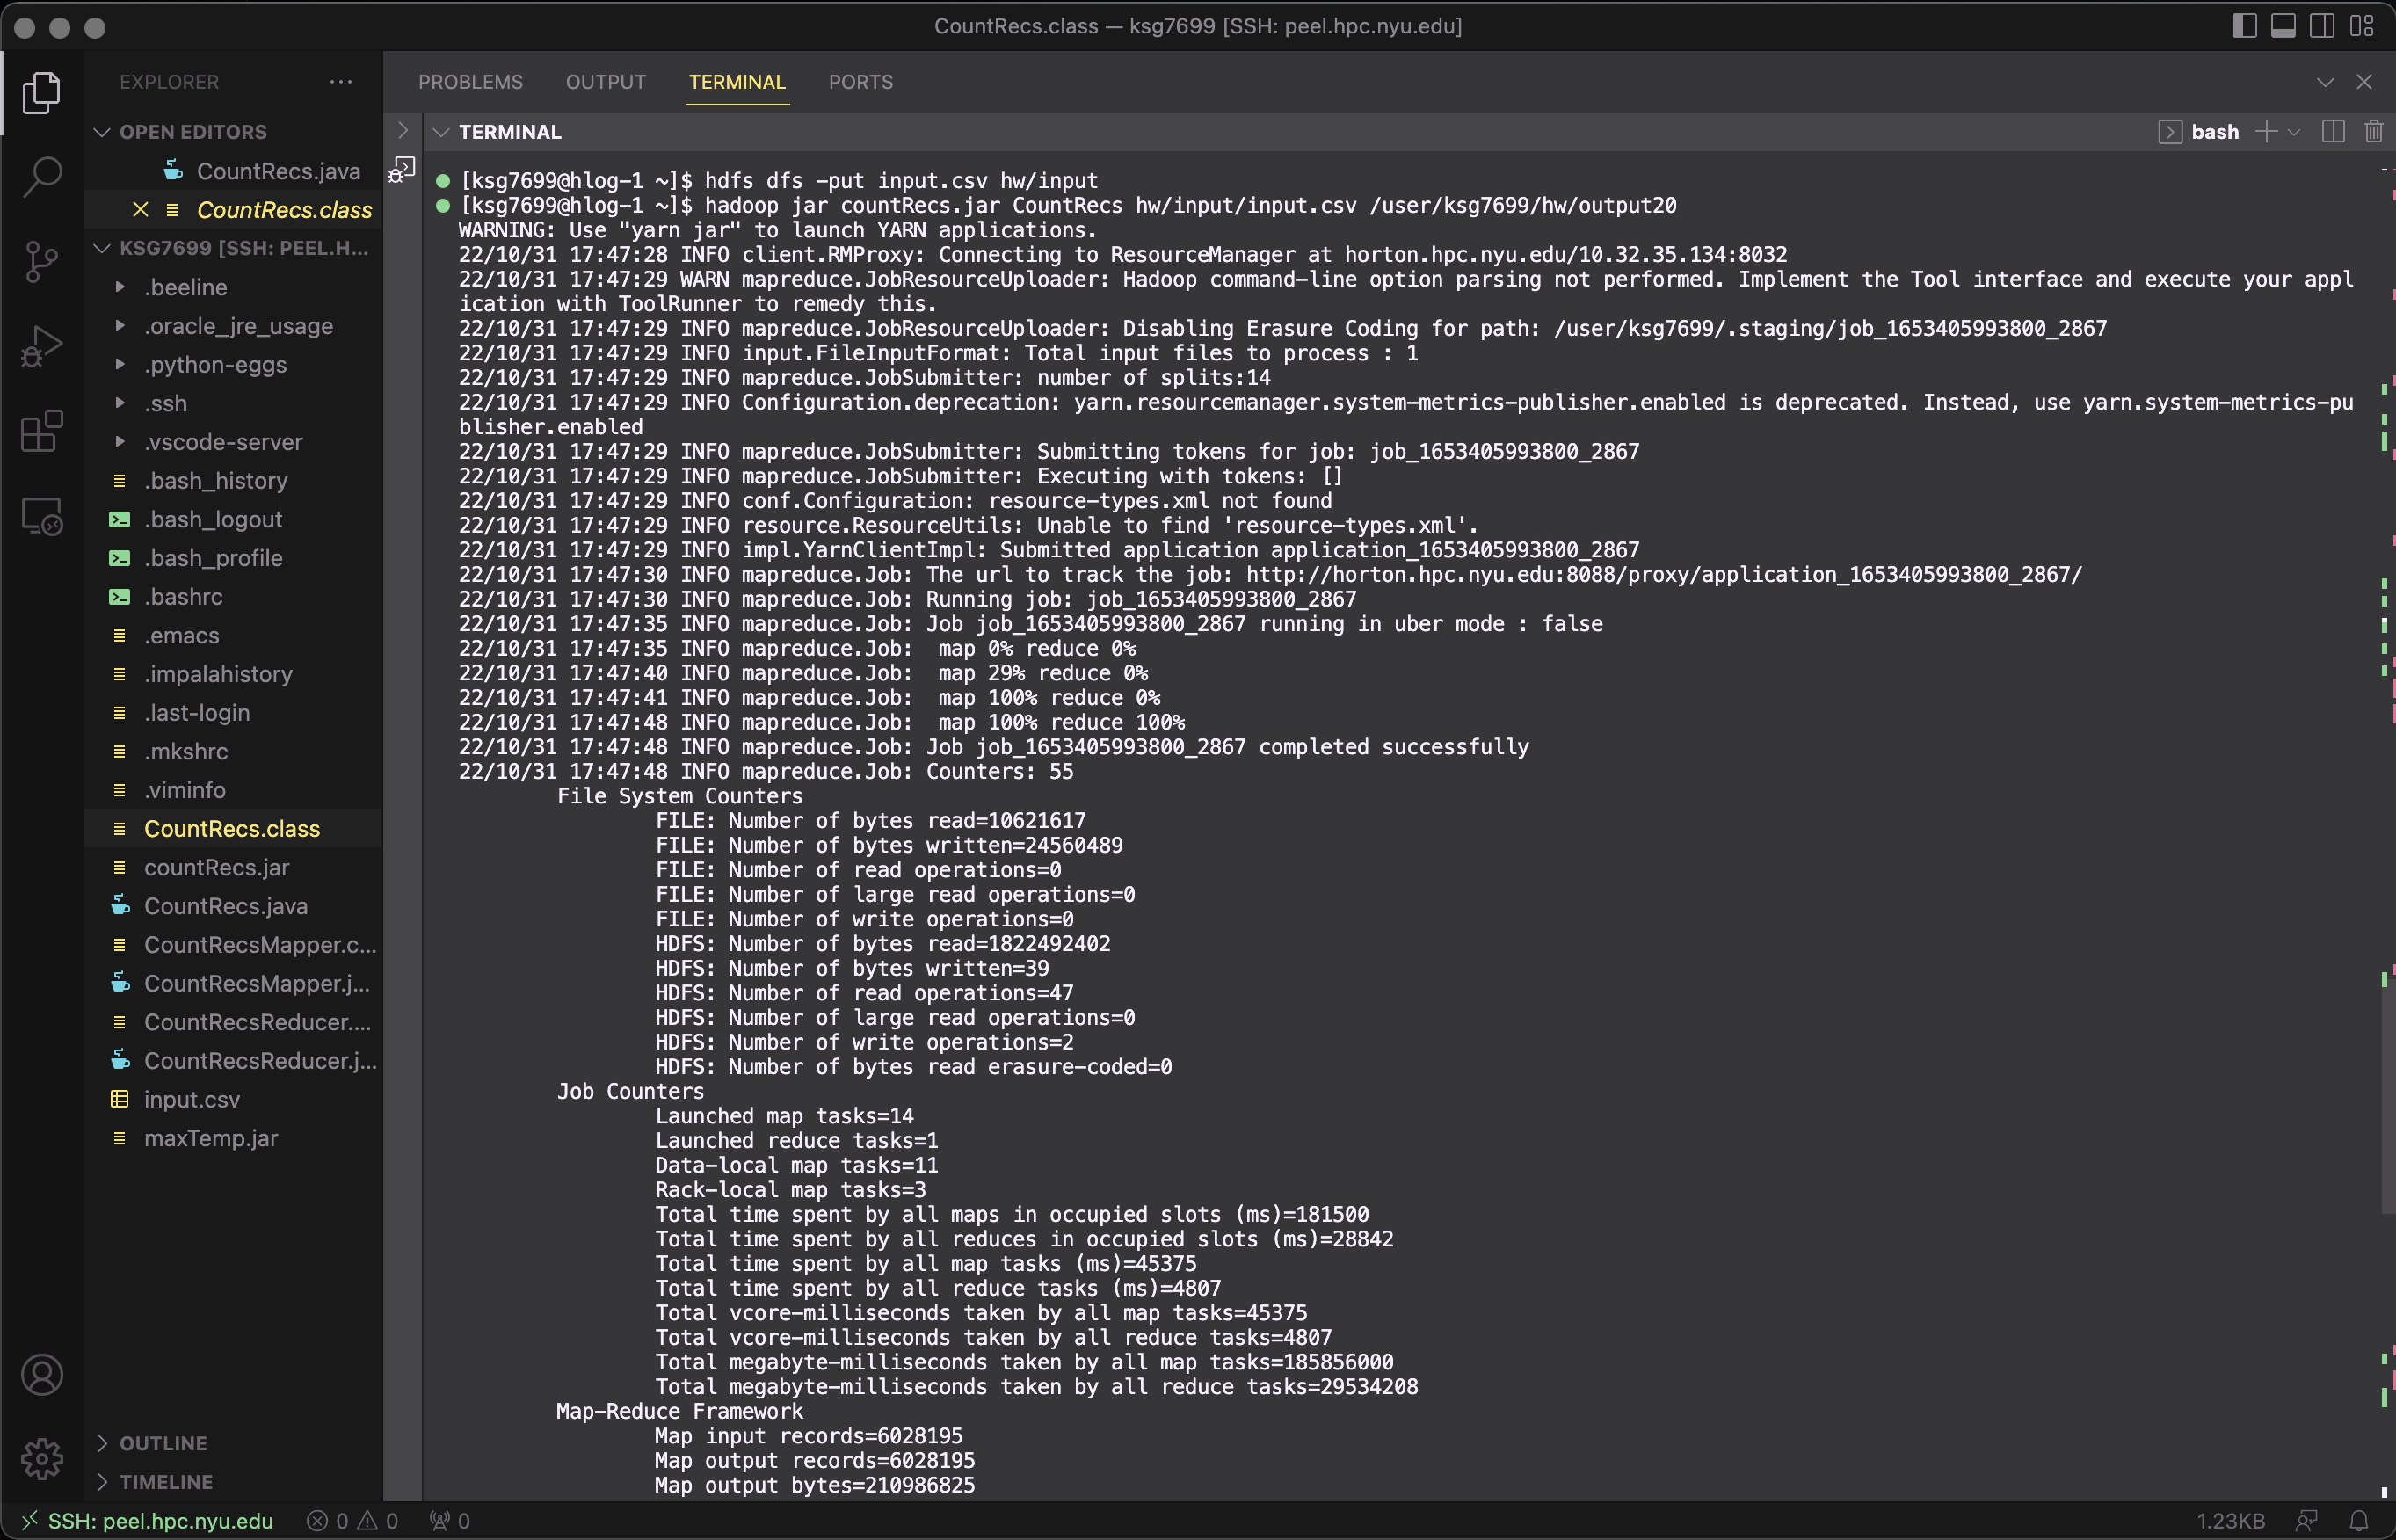 CountRecs.class — ksg7699 [SSH: peel.hpc.nyu.edu]
EXPLORER
OPEN EDITORS
CountRecs.java
CountRecs.class
KSG7699 [SSH: PEEL.H...
.beeline
.oracle_jre_usage
.python-eggs
.ssh
.vscode-server
.bash_history
.bash_logout
.bash_profile
.bashrc
.emacs
.impalahistory
.last-login
.mkshrc
.viminfo
CountRecs.class
countRecs.jar
CountRecs.java
CountRecsMapper.c...
CountRecsMapper.j...
CountRecsReducer....
CountRecsReducer.j...
input.csv
maxTemp.jar
OUTLINE
TIMELINE
PROBLEMS OUTPUT TERMINAL PORTS
TERMINAL
bash
[ksg7699@hlog-1 ~]$ hdfs dfs -put input.csv hw/input
[ksg7699@hlog-1 ~]$ hadoop jar countRecs.jar CountRecs hw/input/input.csv /user/ksg7699/hw/output20
WARNING: Use "yarn jar" to launch YARN applications.
22/10/31 17:47:28 INFO client.RMProxy: Connecting to ResourceManager at horton.hpc.nyu.edu/10.32.35.134:8032
22/10/31 17:47:29 WARN mapreduce.JobResourceUploader: Hadoop command-line option parsing not performed. Implement the Tool interface and execute your appl
ication with ToolRunner to remedy this.
22/10/31 17:47:29 INFO mapreduce.JobResourceUploader: Disabling Erasure Coding for path: /user/ksg7699/.staging/job_1653405993800_2867
22/10/31 17:47:29 INFO input.FileInputFormat: Total input files to process : 1
22/10/31 17:47:29 INFO mapreduce.JobSubmitter: number of splits:14
22/10/31 17:47:29 INFO Configuration.deprecation: yarn.resourcemanager.system-metrics-publisher.enabled is deprecated. Instead, use yarn.system-metrics-pu
blisher.enabled
22/10/31 17:47:29 INFO mapreduce.JobSubmitter: Submitting tokens for job: job_1653405993800_2867
22/10/31 17:47:29 INFO mapreduce.JobSubmitter: Executing with tokens: []
22/10/31 17:47:29 INFO conf.Configuration: resource-types.xml not found
22/10/31 17:47:29 INFO resource.ResourceUtils: Unable to find 'resource-types.xml'.
22/10/31 17:47:29 INFO impl.YarnClientImpl: Submitted application application_1653405993800_2867
22/10/31 17:47:30 INFO mapreduce.Job: The url to track the job: http://horton.hpc.nyu.edu:8088/proxy/application_1653405993800_2867/
22/10/31 17:47:30 INFO mapreduce.Job: Running job: job_1653405993800_2867
22/10/31 17:47:35 INFO mapreduce.Job: Job job_1653405993800_2867 running in uber mode : false
22/10/31 17:47:35 INFO mapreduce.Job:  map 0% reduce 0%
22/10/31 17:47:40 INFO mapreduce.Job:  map 29% reduce 0%
22/10/31 17:47:41 INFO mapreduce.Job:  map 100% reduce 0%
22/10/31 17:47:48 INFO mapreduce.Job:  map 100% reduce 100%
22/10/31 17:47:48 INFO mapreduce.Job: Job job_1653405993800_2867 completed successfully
22/10/31 17:47:48 INFO mapreduce.Job: Counters: 55
File System Counters
FILE: Number of bytes read=10621617
FILE: Number of bytes written=24560489
FILE: Number of read operations=0
FILE: Number of large read operations=0
FILE: Number of write operations=0
HDFS: Number of bytes read=1822492402
HDFS: Number of bytes written=39
HDFS: Number of read operations=47
HDFS: Number of large read operations=0
HDFS: Number of write operations=2
HDFS: Number of bytes read erasure-coded=0
Job Counters
Launched map tasks=14
Launched reduce tasks=1
Data-local map tasks=11
Rack-local map tasks=3
Total time spent by all maps in occupied slots (ms)=181500
Total time spent by all reduces in occupied slots (ms)=28842
Total time spent by all map tasks (ms)=45375
Total time spent by all reduce tasks (ms)=4807
Total vcore-milliseconds taken by all map tasks=45375
Total vcore-milliseconds taken by all reduce tasks=4807
Total megabyte-milliseconds taken by all map tasks=185856000
Total megabyte-milliseconds taken by all reduce tasks=29534208
Map-Reduce Framework
Map input records=6028195
Map output records=6028195
Map output bytes=210986825
SSH: peel.hpc.nyu.edu 0 0 0 1.23KB